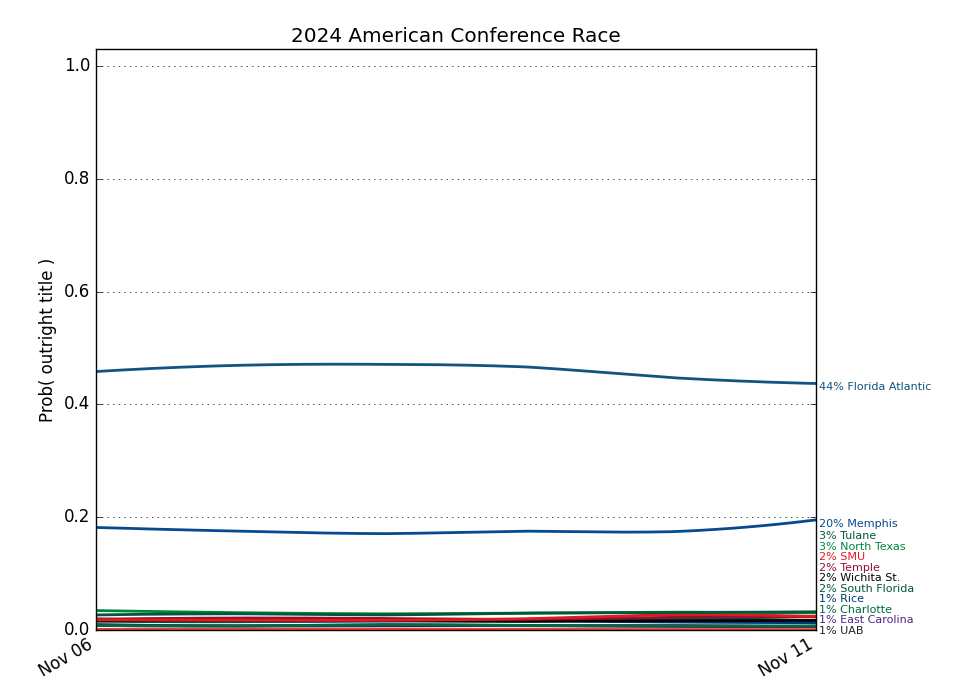 2024 American Conference Race
1.0
0.8
0.6
0.4
0.2
0.0
Prob( outright title )
Nov 06
Nov 11
44% Florida Atlantic
20% Memphis
3% Tulane
3% North Texas
2% SMU
2% Temple
2% Wichita St.
2% South Florida
1% Rice
1% Charlotte
1% East Carolina
1% UAB